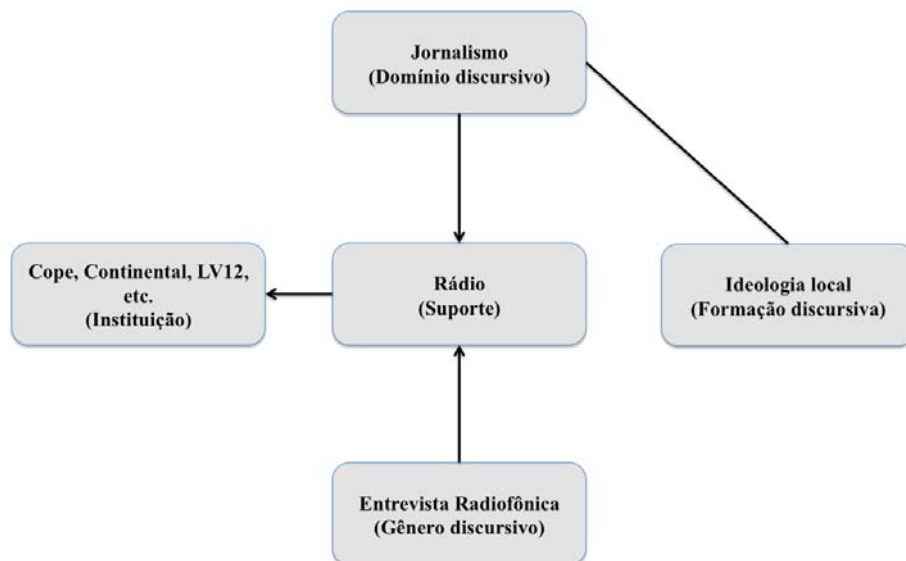 Jornalismo
(Domínio discursivo)
Cope, Continental, LV12,
etc.
(Instituição)
Rádio
(Suporte)
Ideologia local
(Formação discursiva)
Entrevista Radiofônica
(Gênero discursivo)